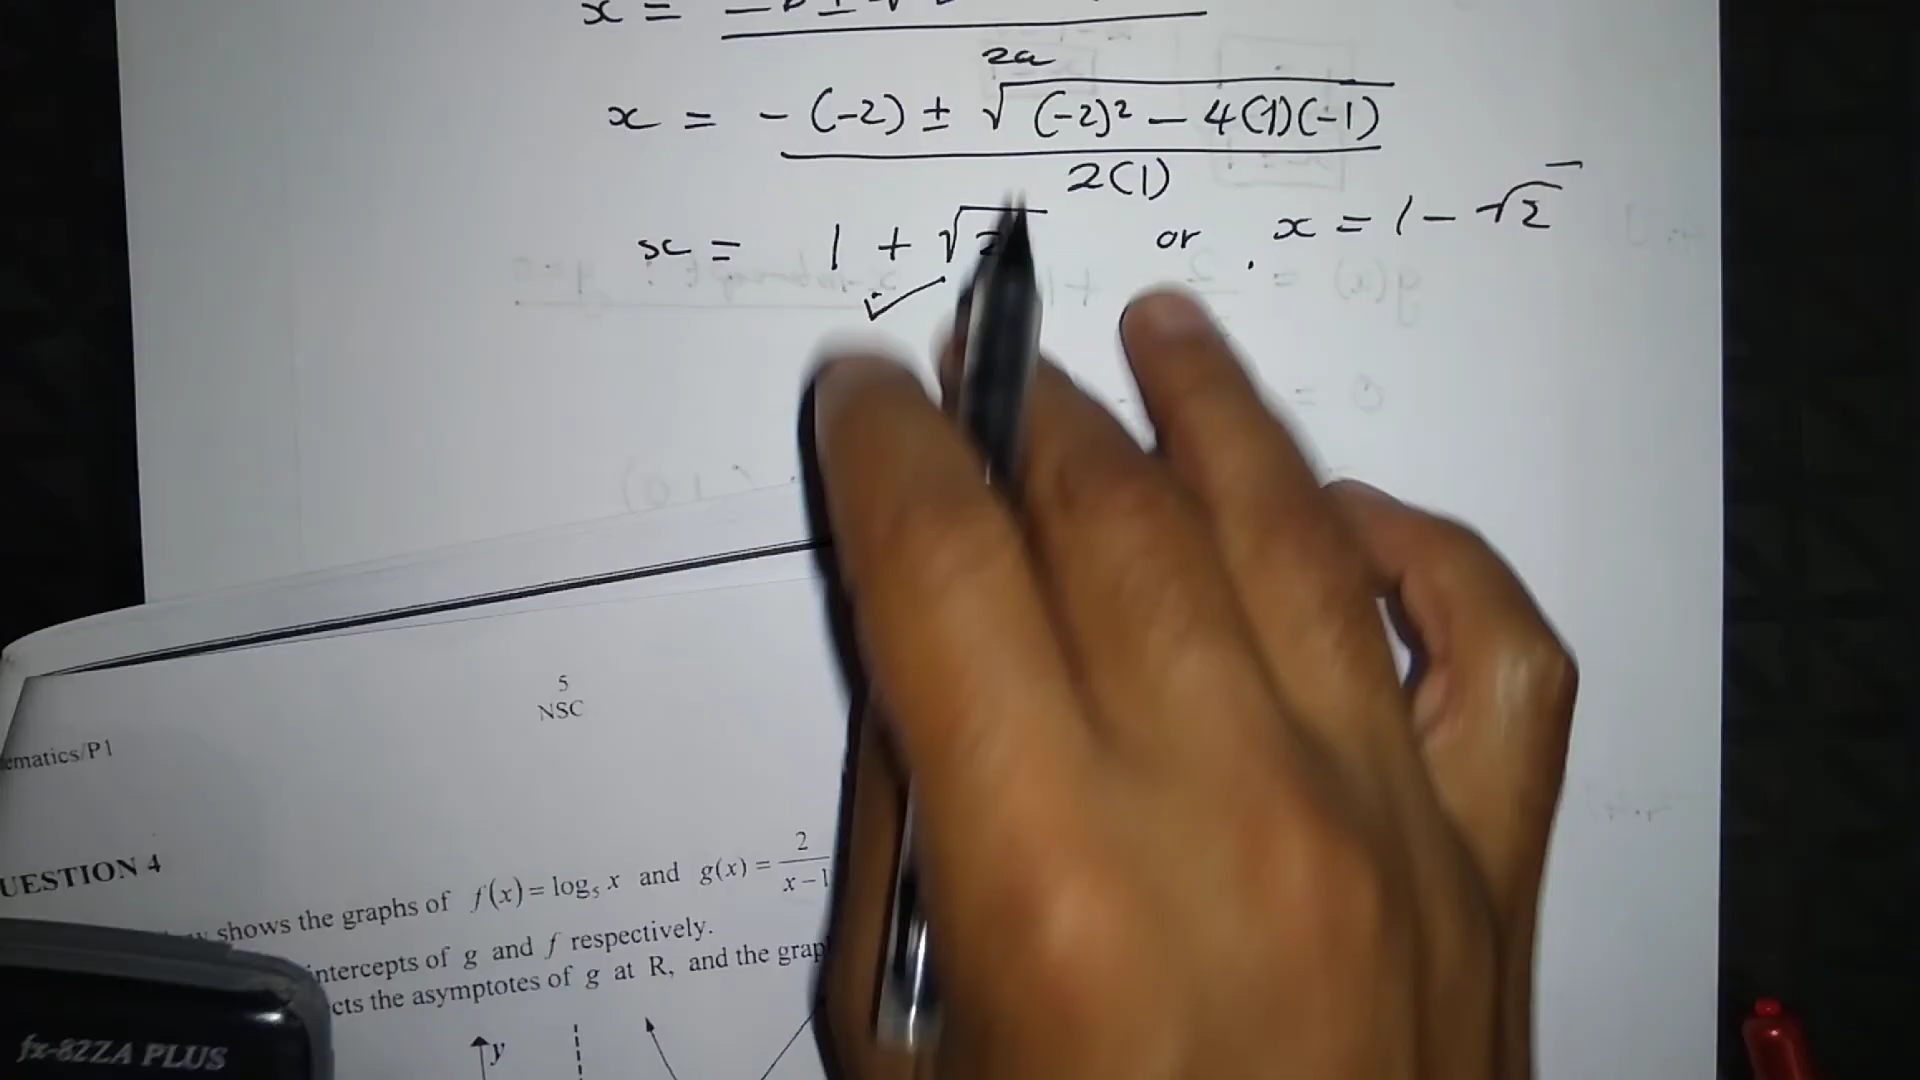 x = -b ±
2a
x = -(-2) ± √(-2)² - 4(1)(-1)
2(1)
x = 1 + √2 or x = 1 - √2
5
NSC
ematics/P1
UESTION 4
shows the graphs of f(x) = log₅ x and g(x) = 2/(x-1)
intercepts of g and f respectively.
cts the asymptotes of g at R, and the grap
y
fx-82ZA PLUS